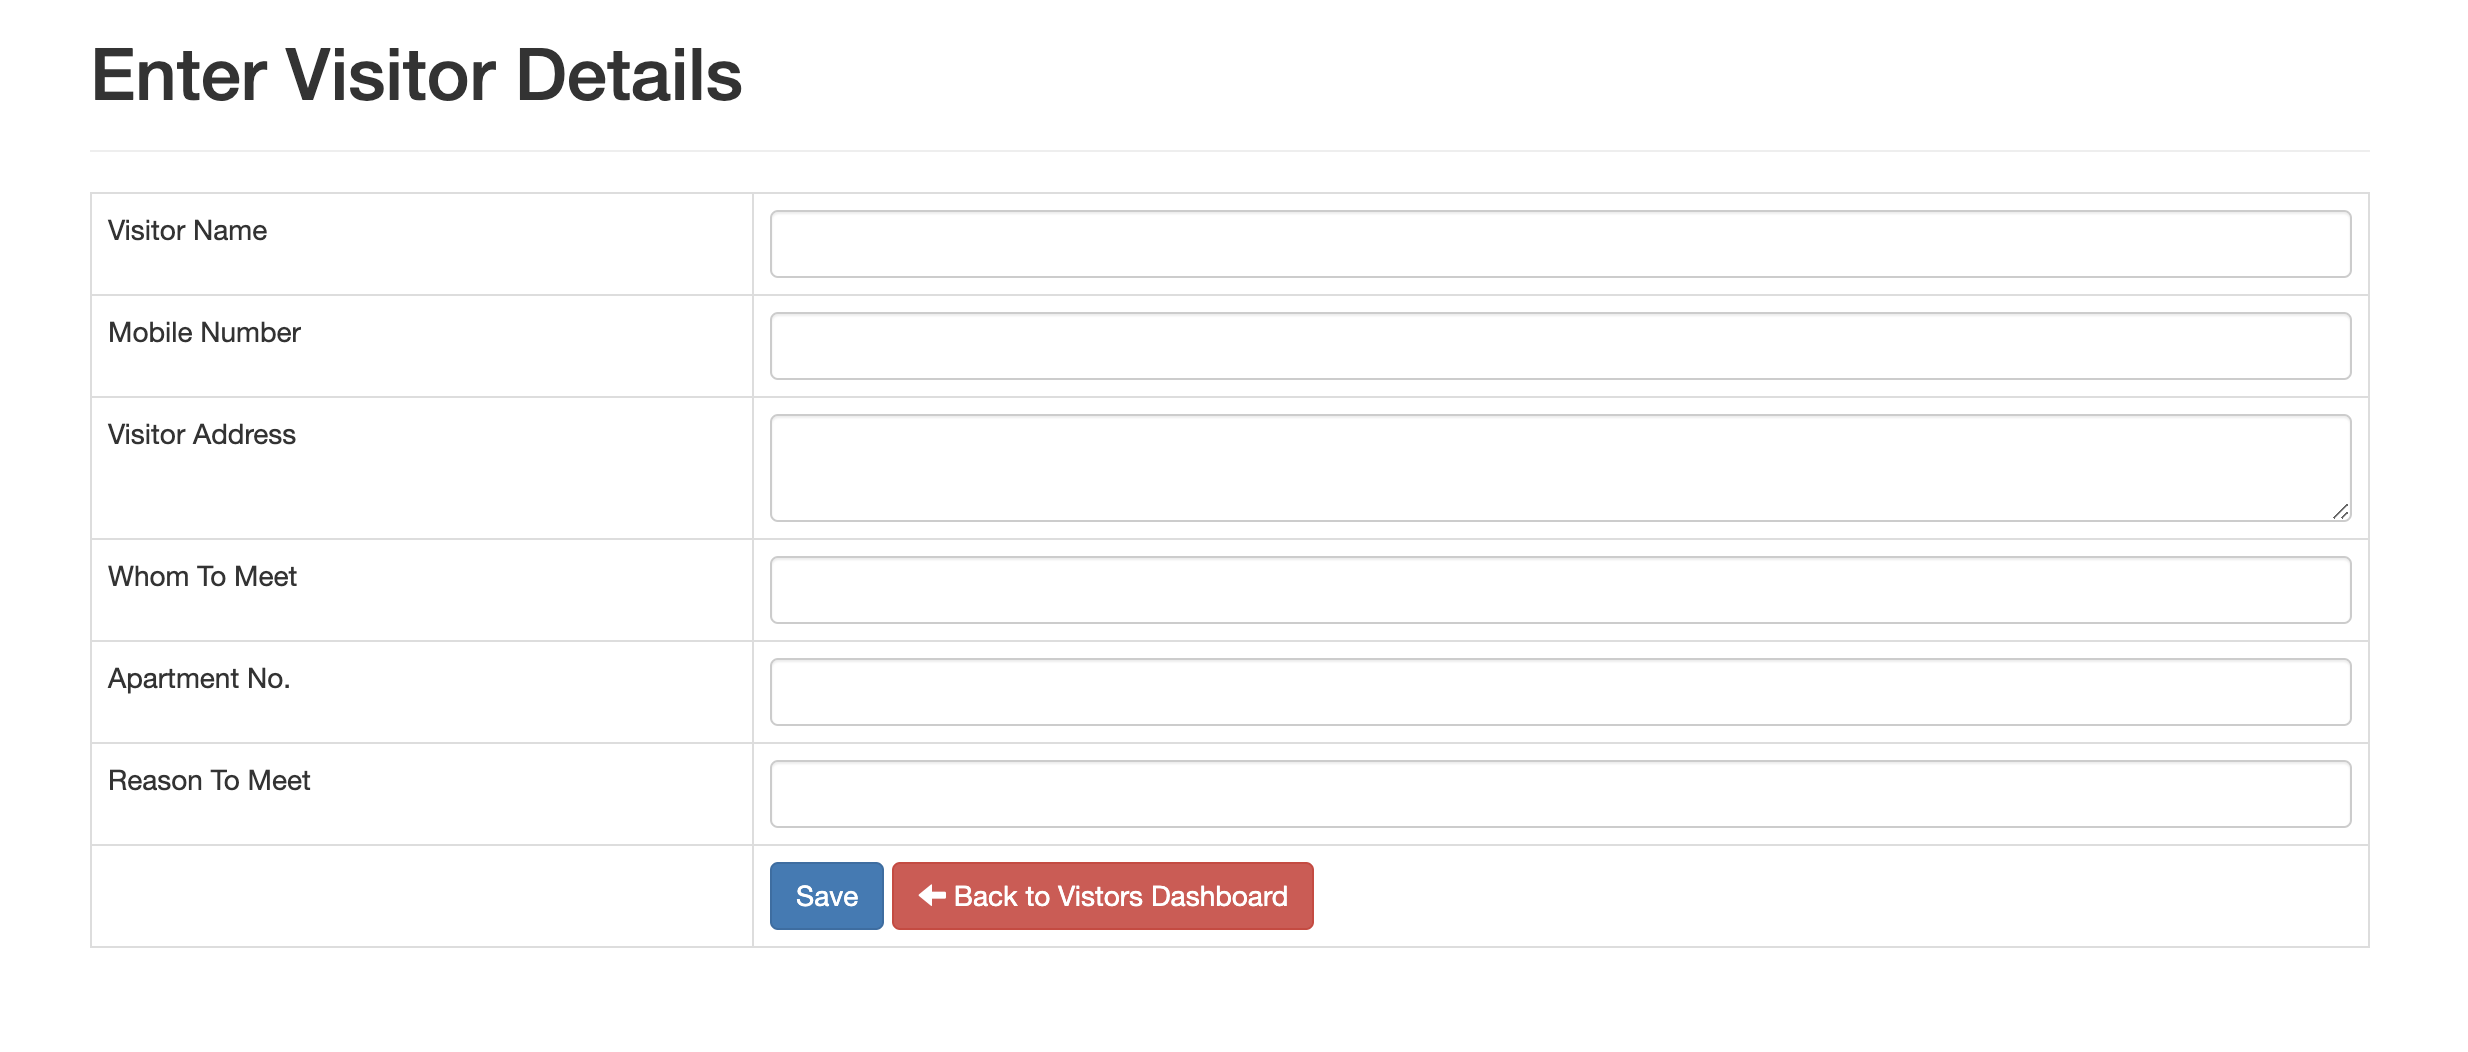 Enter Visitor Details
Visitor Name
Mobile Number
Visitor Address
Whom To Meet
Apartment No.
Reason To Meet
Save
Back to Vistors Dashboard